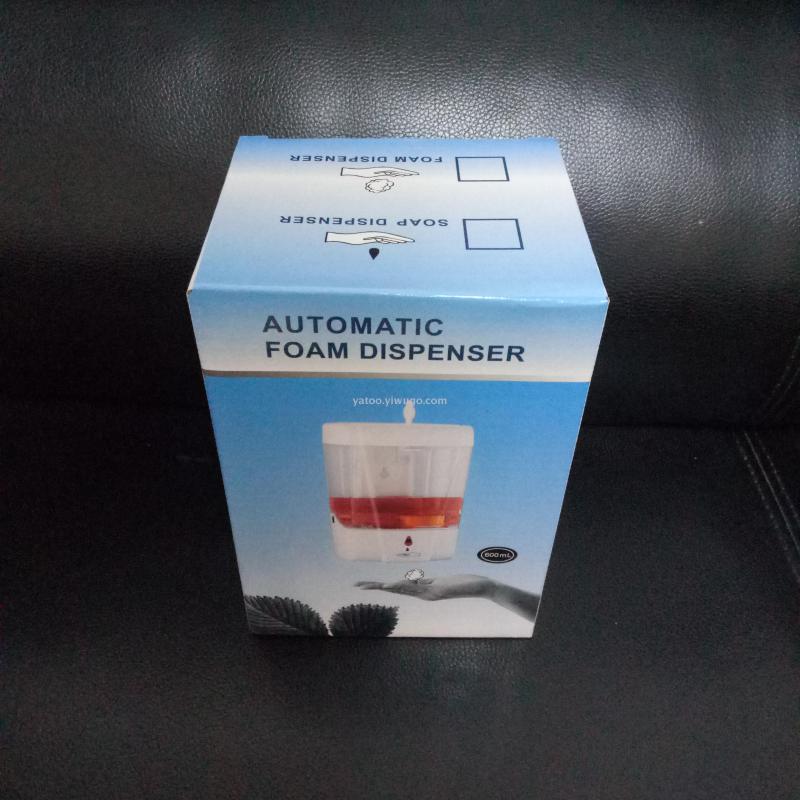 FOAM DISPENSER
SOAP DISPENSER
AUTOMATIC
FOAM DISPENSER
yatoo.yiwugo.com
600mL